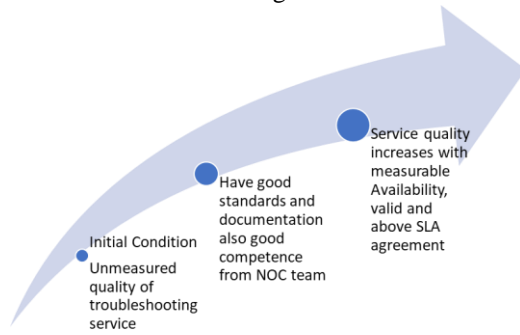 Initial Condition
Unmeasured
quality of
troubleshooting
service
Have good
standards and
documentation
also good
competence
from NOC team
Service quality
increases with
measurable
Availability,
valid and
above SLA
agreement